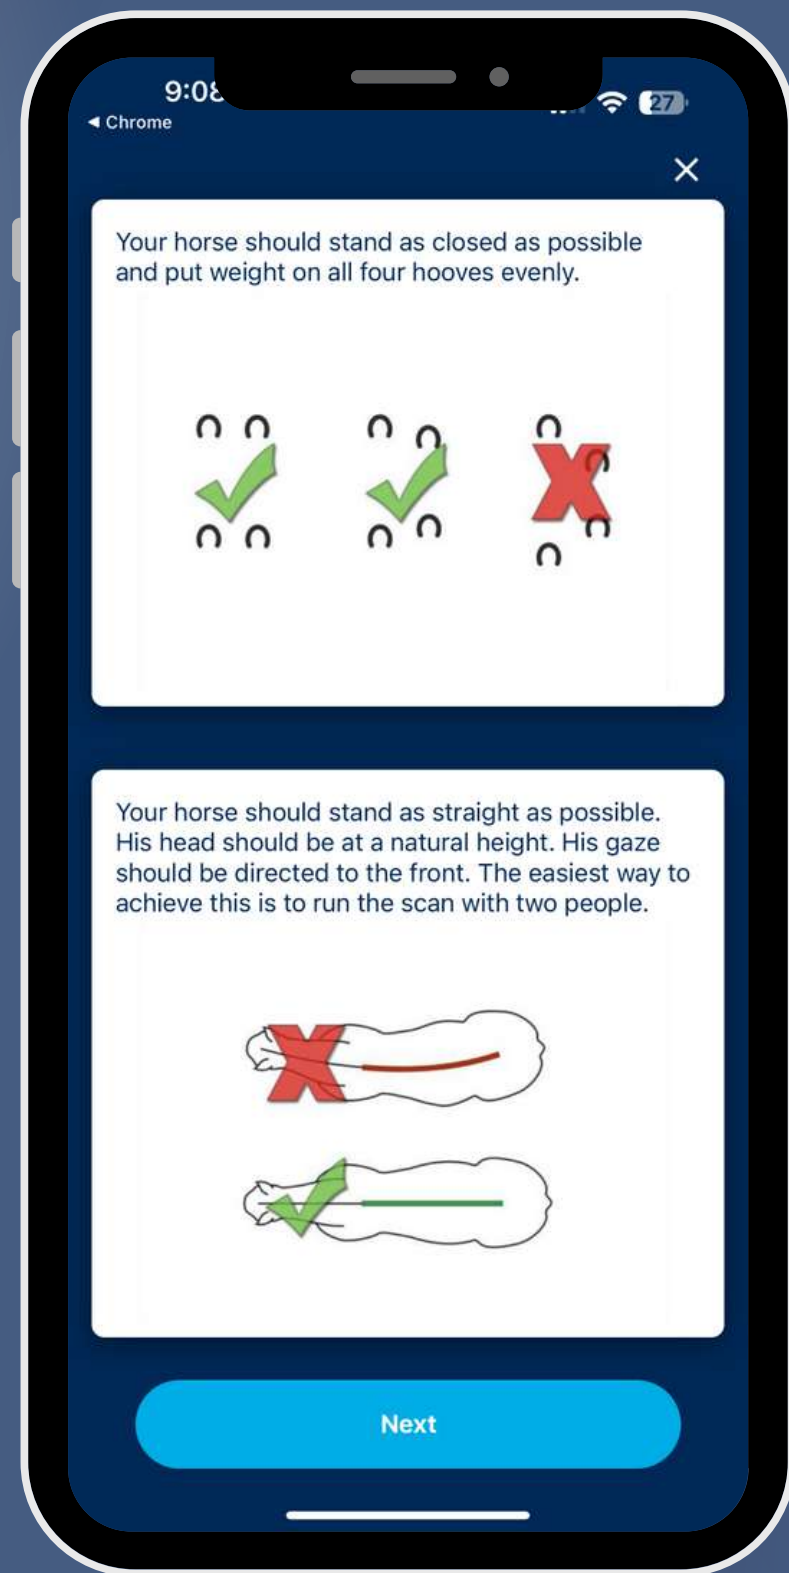 9:08
◀ Chrome
27
Your horse should stand as closed as possible
and put weight on all four hooves evenly.
Your horse should stand as straight as possible.
His head should be at a natural height. His gaze
should be directed to the front. The easiest way to
achieve this is to run the scan with two people.
Next